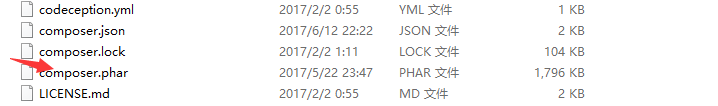 codeception.yml 2017/2/2 0:55 YML 文件 1 KB
composer.json 2017/6/12 22:22 JSON 文件 2 KB
composer.lock 2017/2/2 1:11 LOCK 文件 104 KB
composer.phar 2017/5/22 23:47 PHAR 文件 1,796 KB
LICENSE.md 2017/2/2 0:55 MD 文件 2 KB